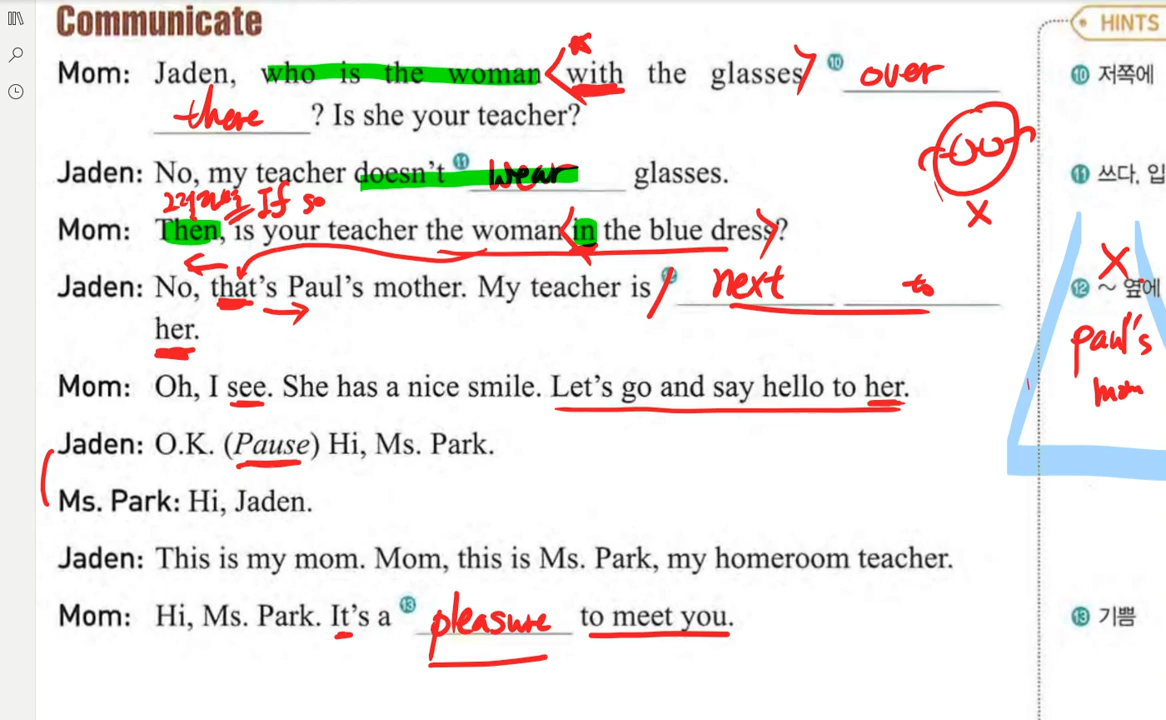 Communicate
HINTS
Mom: Jaden, who is the woman with the glasses ⑩ over
there ? Is she your teacher?
⑩ 저쪽에
Jaden: No, my teacher doesn't ⑪ wear glasses.
⑪ 쓰다, 입
If so
Mom: Then, is your teacher the woman in the blue dress?
Jaden: No, that's Paul's mother. My teacher is ⑫ next to
her.
X
X
⑫ ~ 옆에
Paul's
mom
Mom: Oh, I see. She has a nice smile. Let's go and say hello to her.
Jaden: O.K. (Pause) Hi, Ms. Park.
Ms. Park: Hi, Jaden.
Jaden: This is my mom. Mom, this is Ms. Park, my homeroom teacher.
Mom: Hi, Ms. Park. It's a ⑬ pleasure to meet you.
⑬ 기쁨